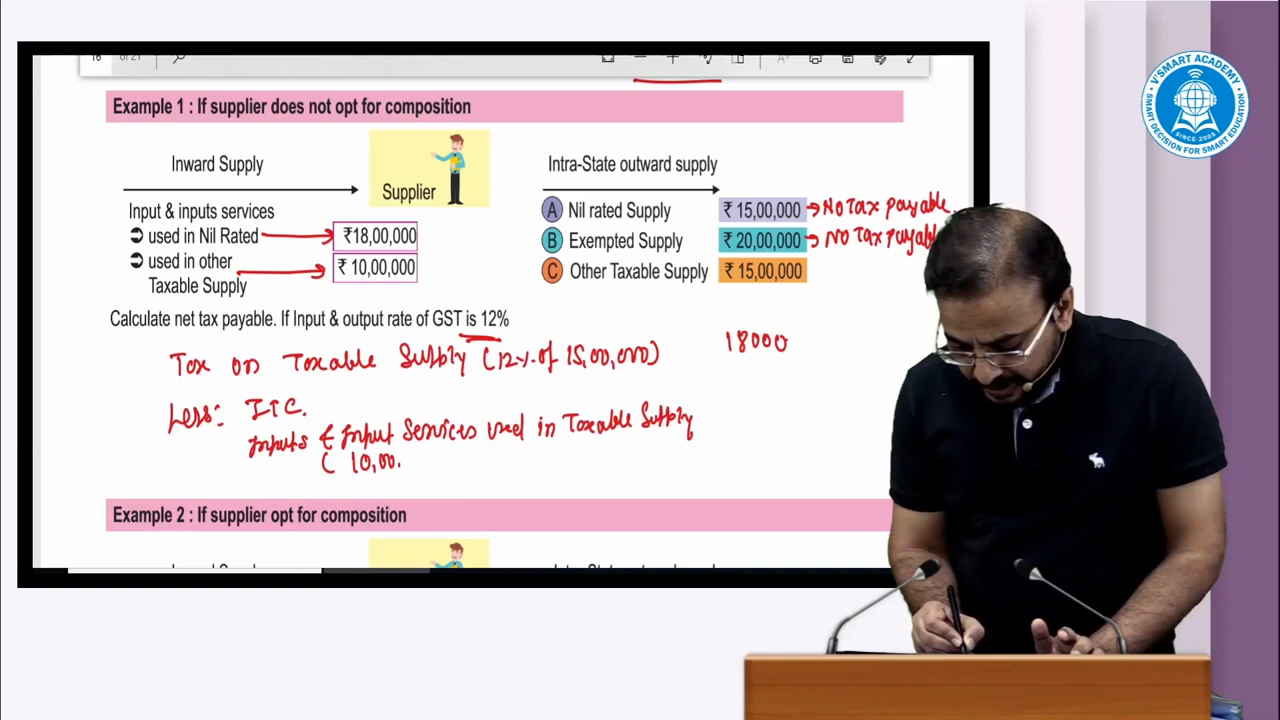 16 of 21
Example 1 : If supplier does not opt for composition
Inward Supply
Supplier
Intra-State outward supply
Input & inputs services
➲ used in Nil Rated ₹18,00,000
➲ used in other
Taxable Supply ₹ 10,00,000
A Nil rated Supply ₹ 15,00,000 → No Tax payable.
B Exempted Supply ₹ 20,00,000 → No Tax payable
C Other Taxable Supply ₹ 15,00,000
Calculate net tax payable. If Input & output rate of GST is 12%
Tax on Taxable Supply (12% of 15,00,000) 18000
Less: ITC.
Inputs & Input Services used in Taxable Supply
( 10,00.
Example 2 : If supplier opt for composition
V'SMART ACADEMY
SMART DECISION FOR SMART EDUCATION
SINCE-2009